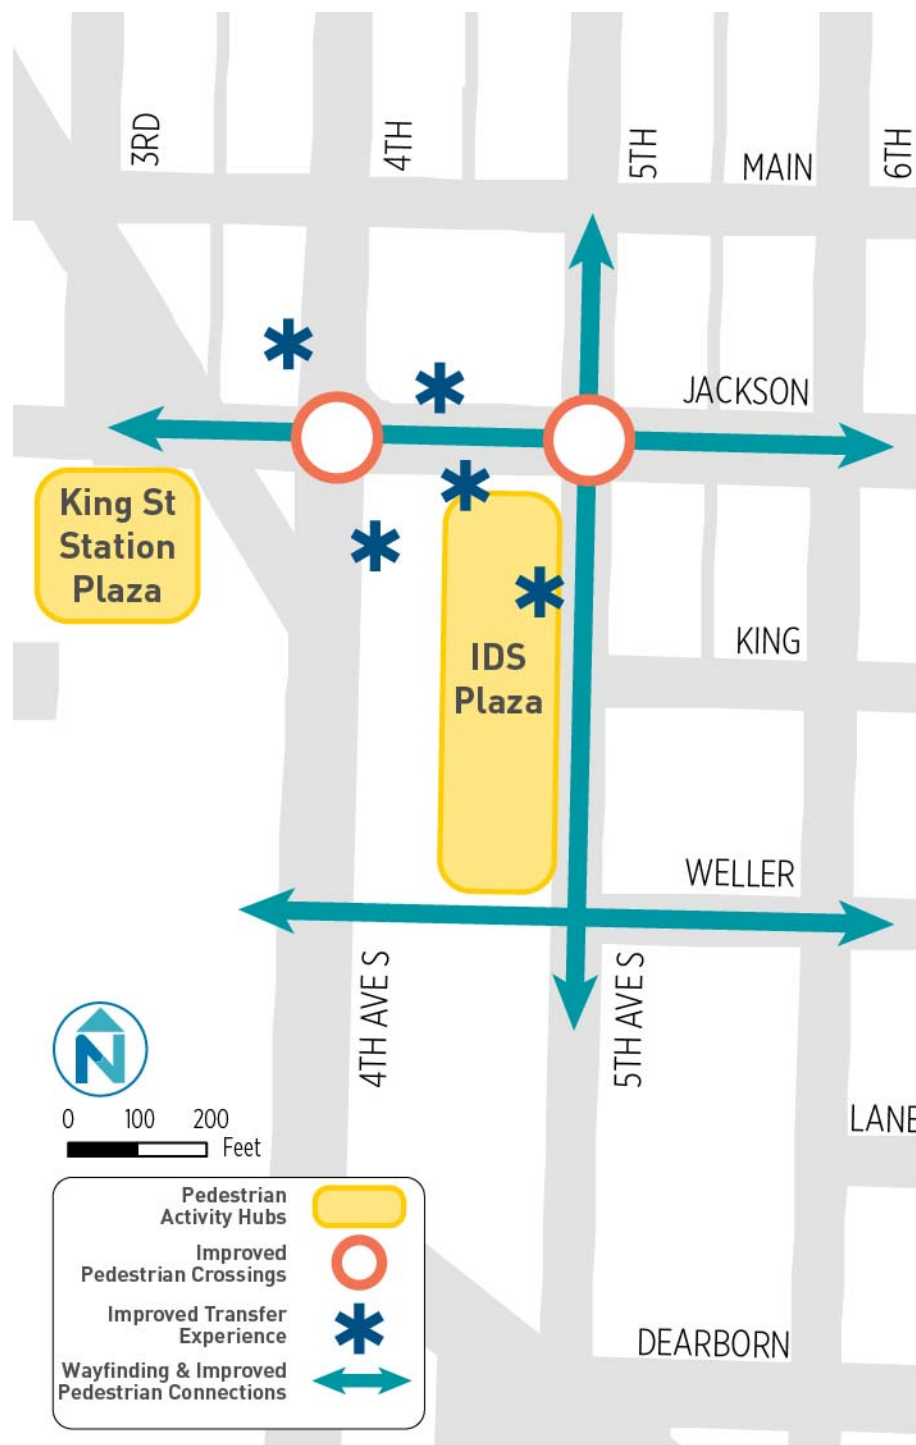 3RD
4TH
5TH
6TH
MAIN
JACKSON
King St
Station
Plaza
KING
IDS
Plaza
WELLER
4TH AVE S
5TH AVE S
N
0 100 200
Feet
LANE
Pedestrian
Activity Hubs
Improved
Pedestrian Crossings
Improved Transfer
Experience
Wayfinding & Improved
Pedestrian Connections
DEARBORN